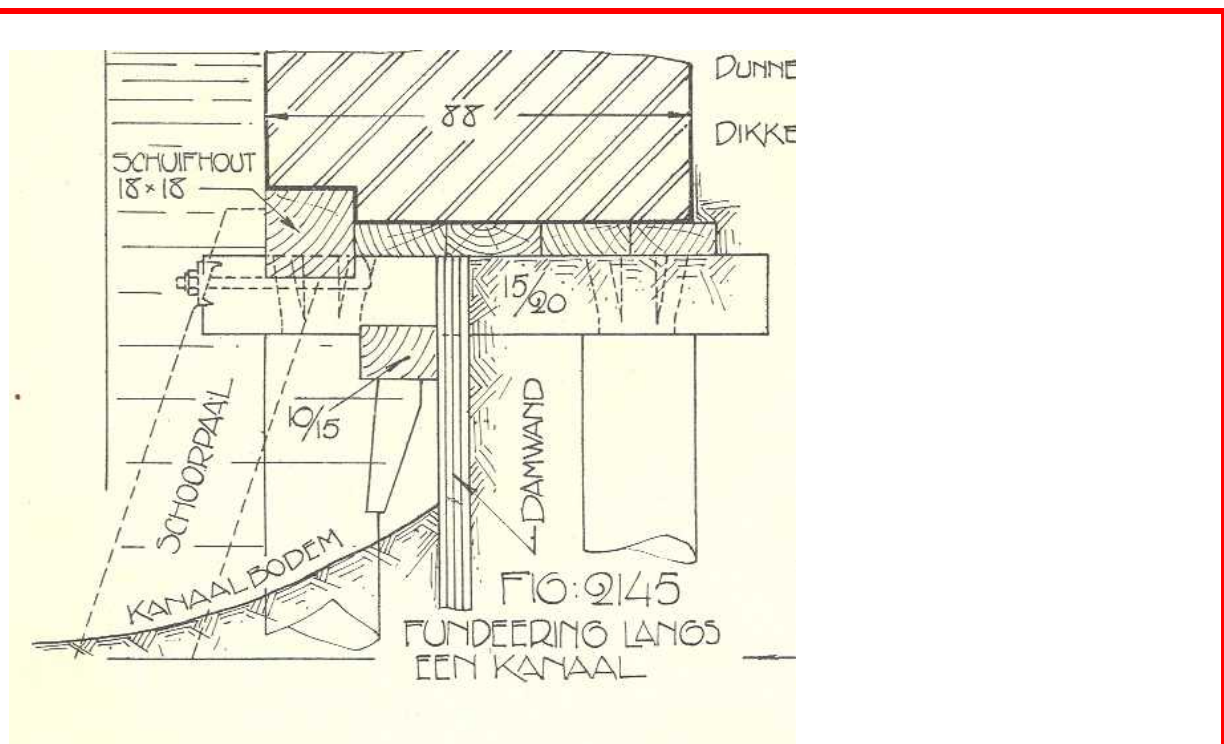 DUNNE
88
DIKKE
SCHUIFHOUT
18×18
15/20
10/15
SCHOORPAAL
DAMWAND
KANAALBODEM
FIG: 2145
FUNDEERING LANGS
EEN KANAAL